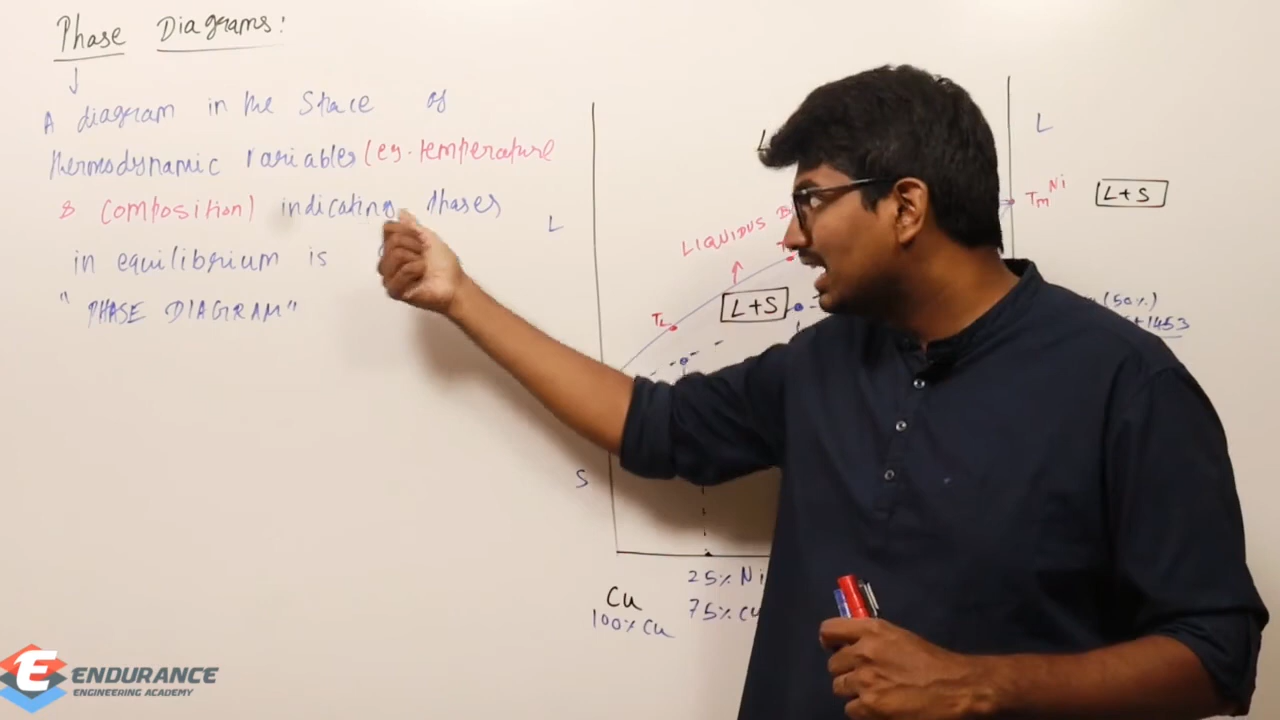 Phase Diagrams:
A diagram in the Space of
thermodynamic variables (eg. temperature
& composition) indicating phases
in equilibrium is
"PHASE DIAGRAM"
L
LIQUIDUS
L+S
TL
S
Cu
100% Cu
25% Ni
75% Cu
L
Tm Ni
L+S
(50%)
1453
E ENDURANCE
ENGINEERING ACADEMY